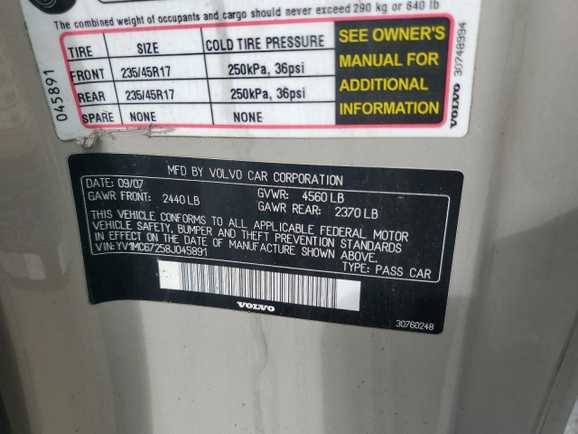 The combined weight of occupants and cargo should never exceed 290 kg or 640 lb
TIRE SIZE COLD TIRE PRESSURE
FRONT 235/45R17 250kPa, 36psi
REAR 235/45R17 250kPa, 36psi
SPARE NONE NONE
SEE OWNER'S
MANUAL FOR
ADDITIONAL
INFORMATION
045891
VOLVO 30748994
MFD BY VOLVO CAR CORPORATION
DATE: 09/07 GVWR: 4560 LB
GAWR FRONT: 2440 LB GAWR REAR: 2370 LB
THIS VEHICLE CONFORMS TO ALL APPLICABLE FEDERAL MOTOR
VEHICLE SAFETY, BUMPER AND THEFT PREVENTION STANDARDS
IN EFFECT ON THE DATE OF MANUFACTURE SHOWN ABOVE.
VIN: YV1MC67258J045891
TYPE: PASS CAR
VOLVO
30760248